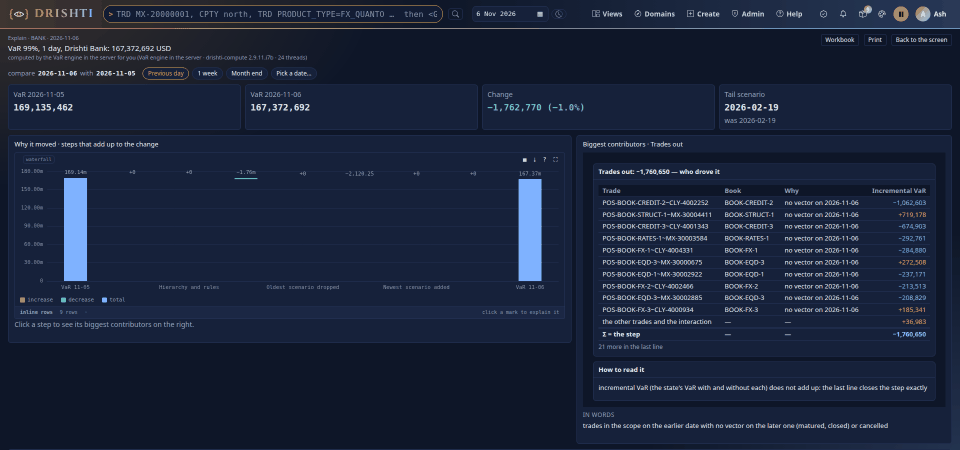 {<•>} DRISHTI
> TRD MX-20000001, CPTY north, TRD PRODUCT_TYPE=FX_QUANTO … then <G
6 Nov 2026
Views
Domains
Create
Admin
Help
Ash
Explain · BANK · 2026-11-06
VaR 99%, 1 day, Drishti Bank: 167,372,692 USD
computed by the VaR engine in the server for you (VaR engine in the server · drishti-compute 2.9.11.i7b · 24 threads)
Workbook
Print
Back to the screen
compare 2026-11-06 with 2026-11-05
Previous day
1 week
Month end
Pick a date...
VaR 2026-11-05
169,135,462
VaR 2026-11-06
167,372,692
Change
−1,762,770 (−1.0%)
Tail scenario
2026-02-19
was 2026-02-19
Why it moved · steps that add up to the change
waterfall
180.00m
150.00m
120.00m
90.00m
60.00m
30.00m
0
169.14m
+0
+0
−1.76m
+0
−2,120.25
+0
+0
167.37m
VaR 11-05
Hierarchy and rules
Oldest scenario dropped
Newest scenario added
VaR 11-06
increase
decrease
total
inline rows 9 rows
click a mark to explain it
Click a step to see its biggest contributors on the right.
Biggest contributors · Trades out
Trades out: −1,760,650 — who drove it
Trade Book Why Incremental VaR
POS-BOOK-CREDIT-2~CLY-4002252 BOOK-CREDIT-2 no vector on 2026-11-06 −1,062,603
POS-BOOK-STRUCT-1~MX-30004411 BOOK-STRUCT-1 no vector on 2026-11-06 +719,178
POS-BOOK-CREDIT-3~CLY-4001343 BOOK-CREDIT-3 no vector on 2026-11-06 −674,903
POS-BOOK-RATES-1~MX-30003584 BOOK-RATES-1 no vector on 2026-11-06 −292,761
POS-BOOK-FX-1~CLY-4004331 BOOK-FX-1 no vector on 2026-11-06 −284,880
POS-BOOK-EQD-3~MX-30000675 BOOK-EQD-3 no vector on 2026-11-06 +272,508
POS-BOOK-EQD-1~MX-30002922 BOOK-EQD-1 no vector on 2026-11-06 −237,171
POS-BOOK-FX-2~CLY-4002466 BOOK-FX-2 no vector on 2026-11-06 −213,513
POS-BOOK-EQD-3~MX-30002885 BOOK-EQD-3 no vector on 2026-11-06 −208,829
POS-BOOK-FX-3~CLY-4000934 BOOK-FX-3 no vector on 2026-11-06 +185,341
the other trades and the interaction — — +36,983
Σ = the step — — −1,760,650
21 more in the last line
How to read it
incremental VaR (the state's VaR with and without each) does not add up: the last line closes the step exactly
IN WORDS
trades in the scope on the earlier date with no vector on the later one (matured, closed) or cancelled